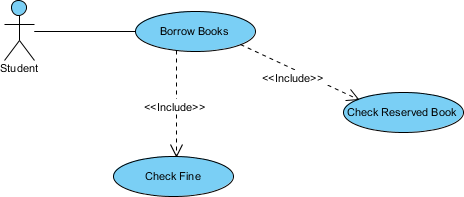 Borrow Books
Student
<<Include>>
<<Include>>
Check Reserved Book
Check Fine